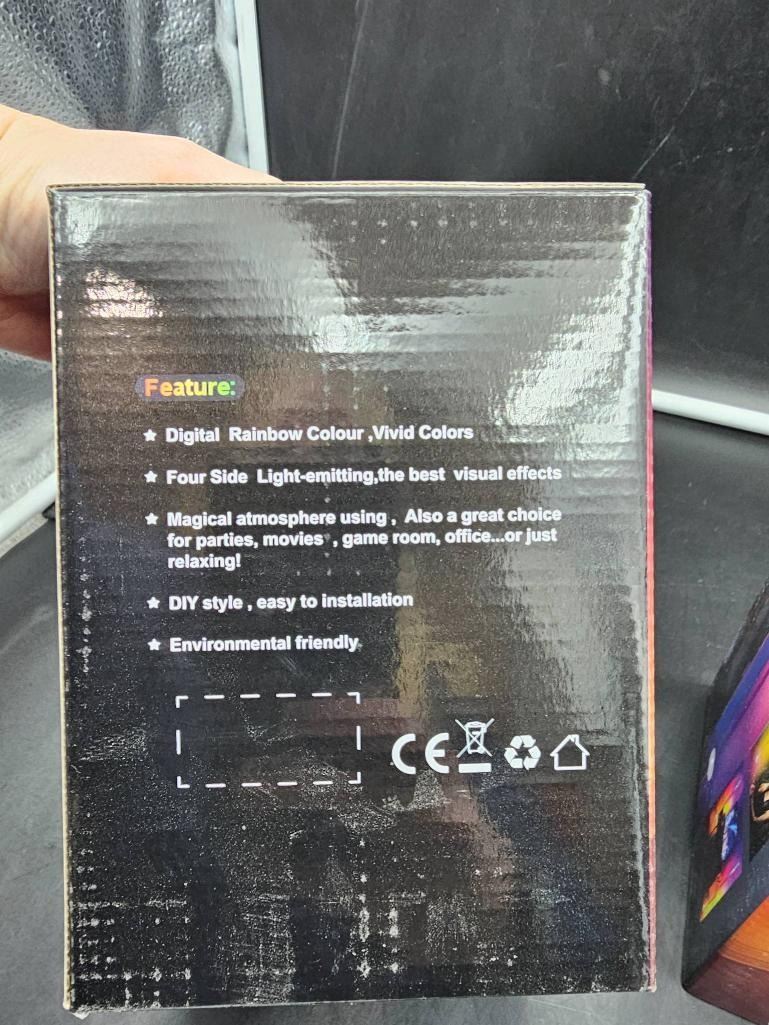 Feature:
Digital Rainbow Colour ,Vivid Colors
Four Side Light-emitting,the best visual effects
Magical atmosphere using , Also a great choice
for parties, movies , game room, office...or just
relaxing!
DIY style , easy to installation
Environmental friendly
CE